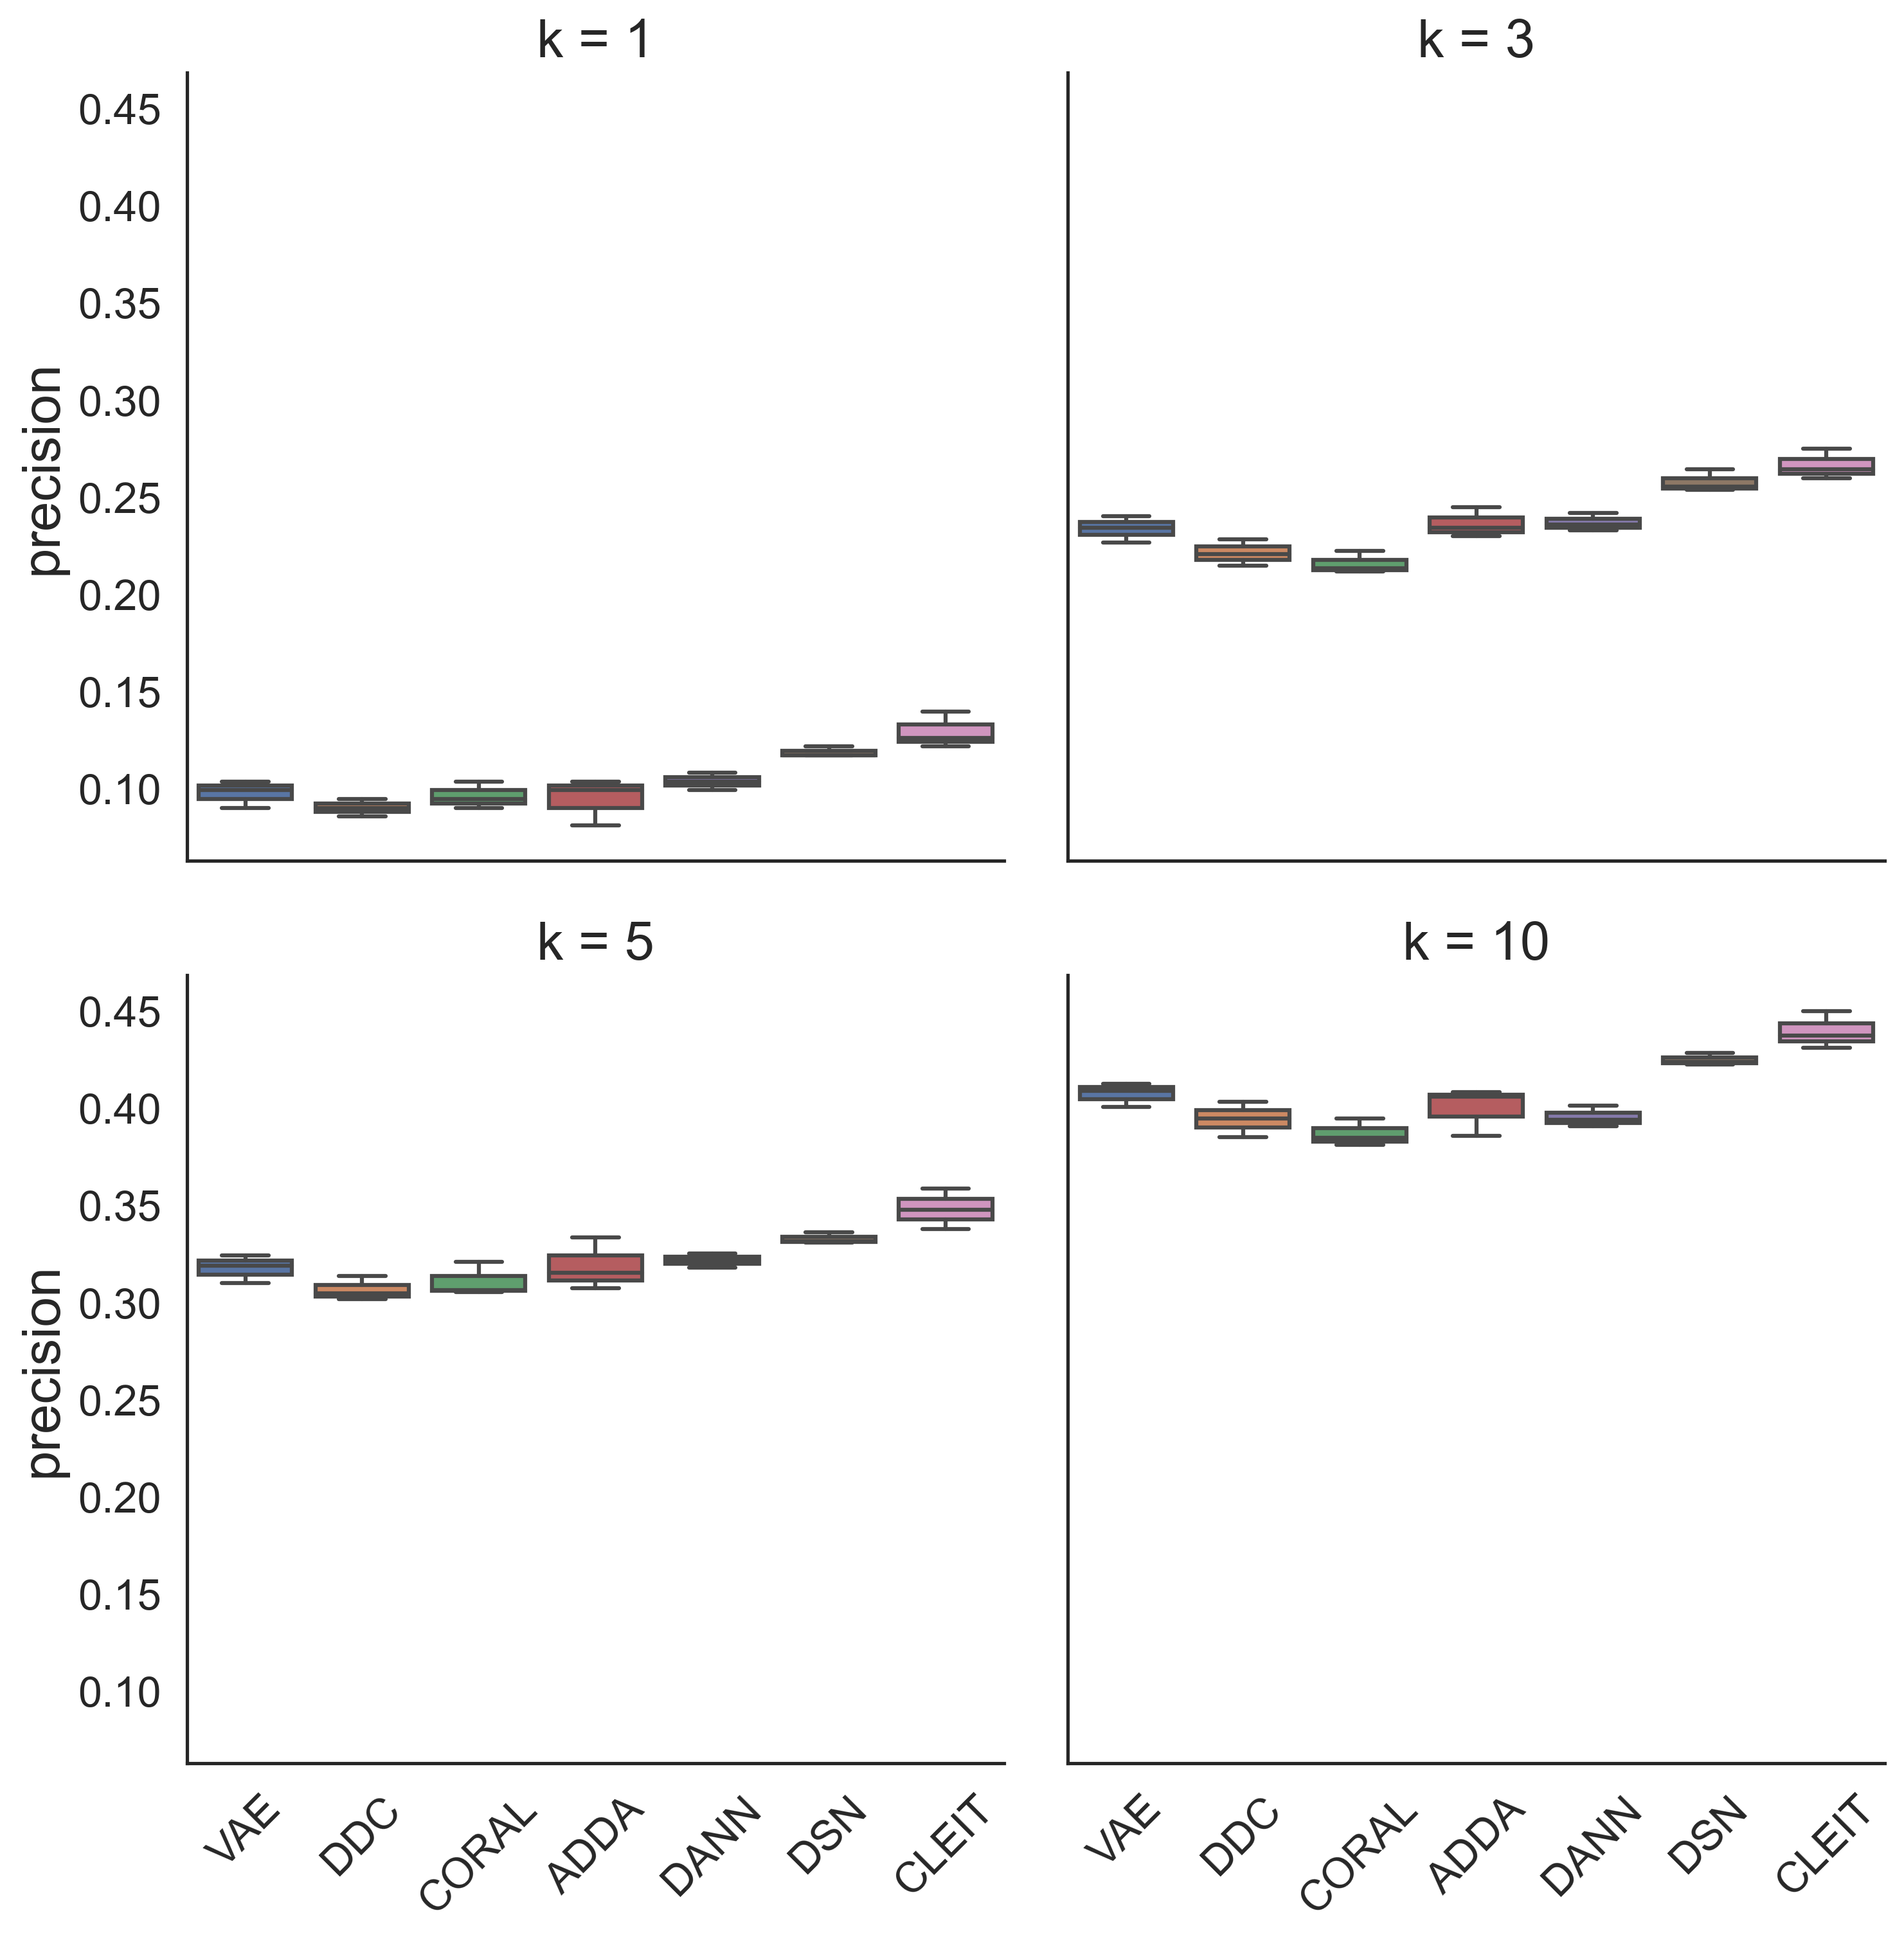 k = 1
k = 3
0.45
0.40
0.35
0.30
0.25
0.20
0.15
0.10
precision
k = 5
k = 10
0.45
0.40
0.35
0.30
0.25
0.20
0.15
0.10
precision
VAE DDC CORAL ADDA DANN DSN CLEIT
VAE DDC CORAL ADDA DANN DSN CLEIT